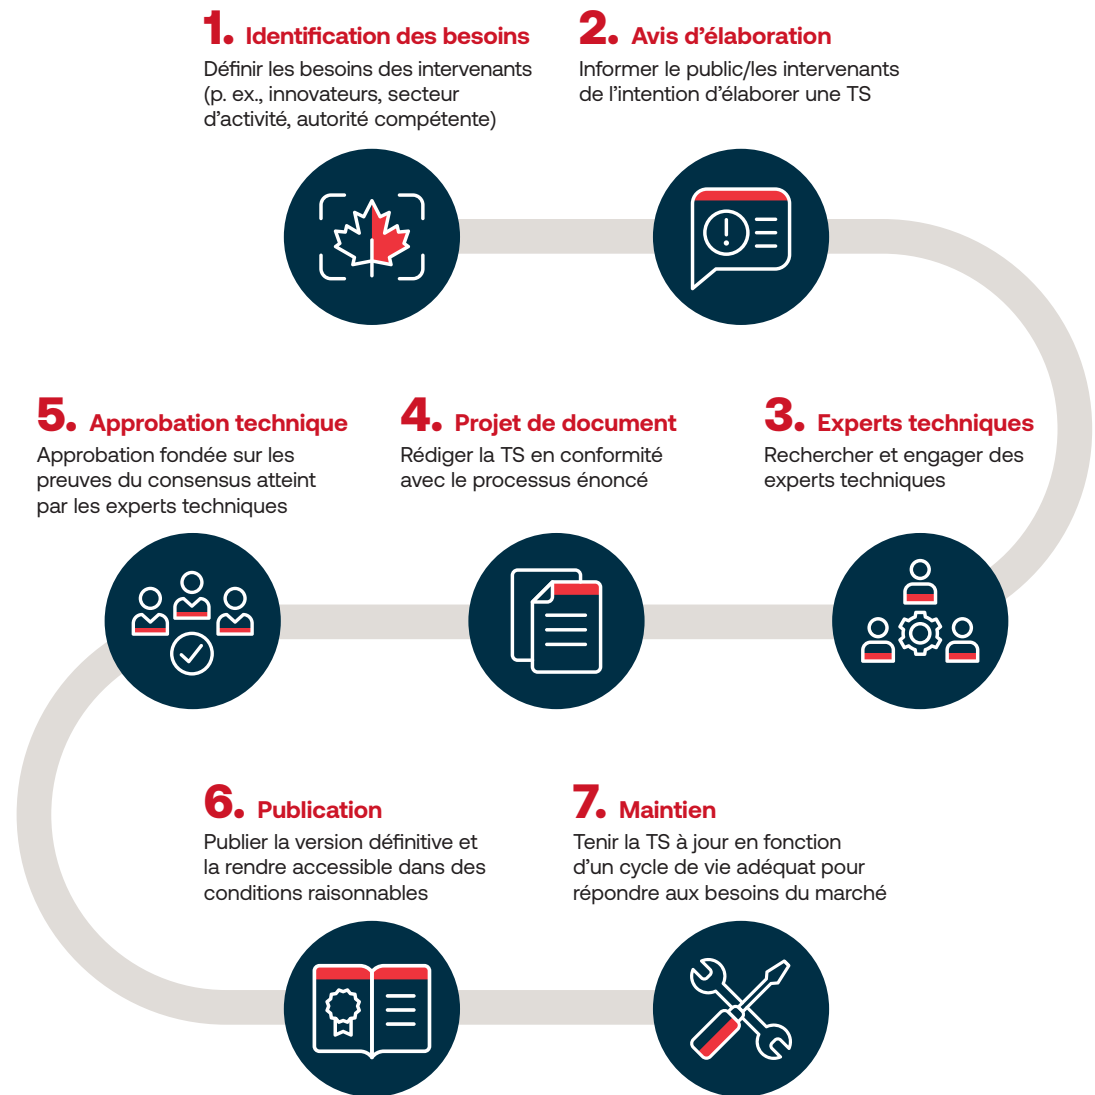 1. Identification des besoins
Définir les besoins des intervenants
(p. ex., innovateurs, secteur
d’activité, autorité compétente)
2. Avis d’élaboration
Informer le public/les intervenants
de l’intention d’élaborer une TS
3. Experts techniques
Rechercher et engager des
experts techniques
4. Projet de document
Rédiger la TS en conformité
avec le processus énoncé
5. Approbation technique
Approbation fondée sur les
preuves du consensus atteint
par les experts techniques
6. Publication
Publier la version définitive et
la rendre accessible dans des
conditions raisonnables
7. Maintien
Tenir la TS à jour en fonction
d’un cycle de vie adéquat pour
répondre aux besoins du marché